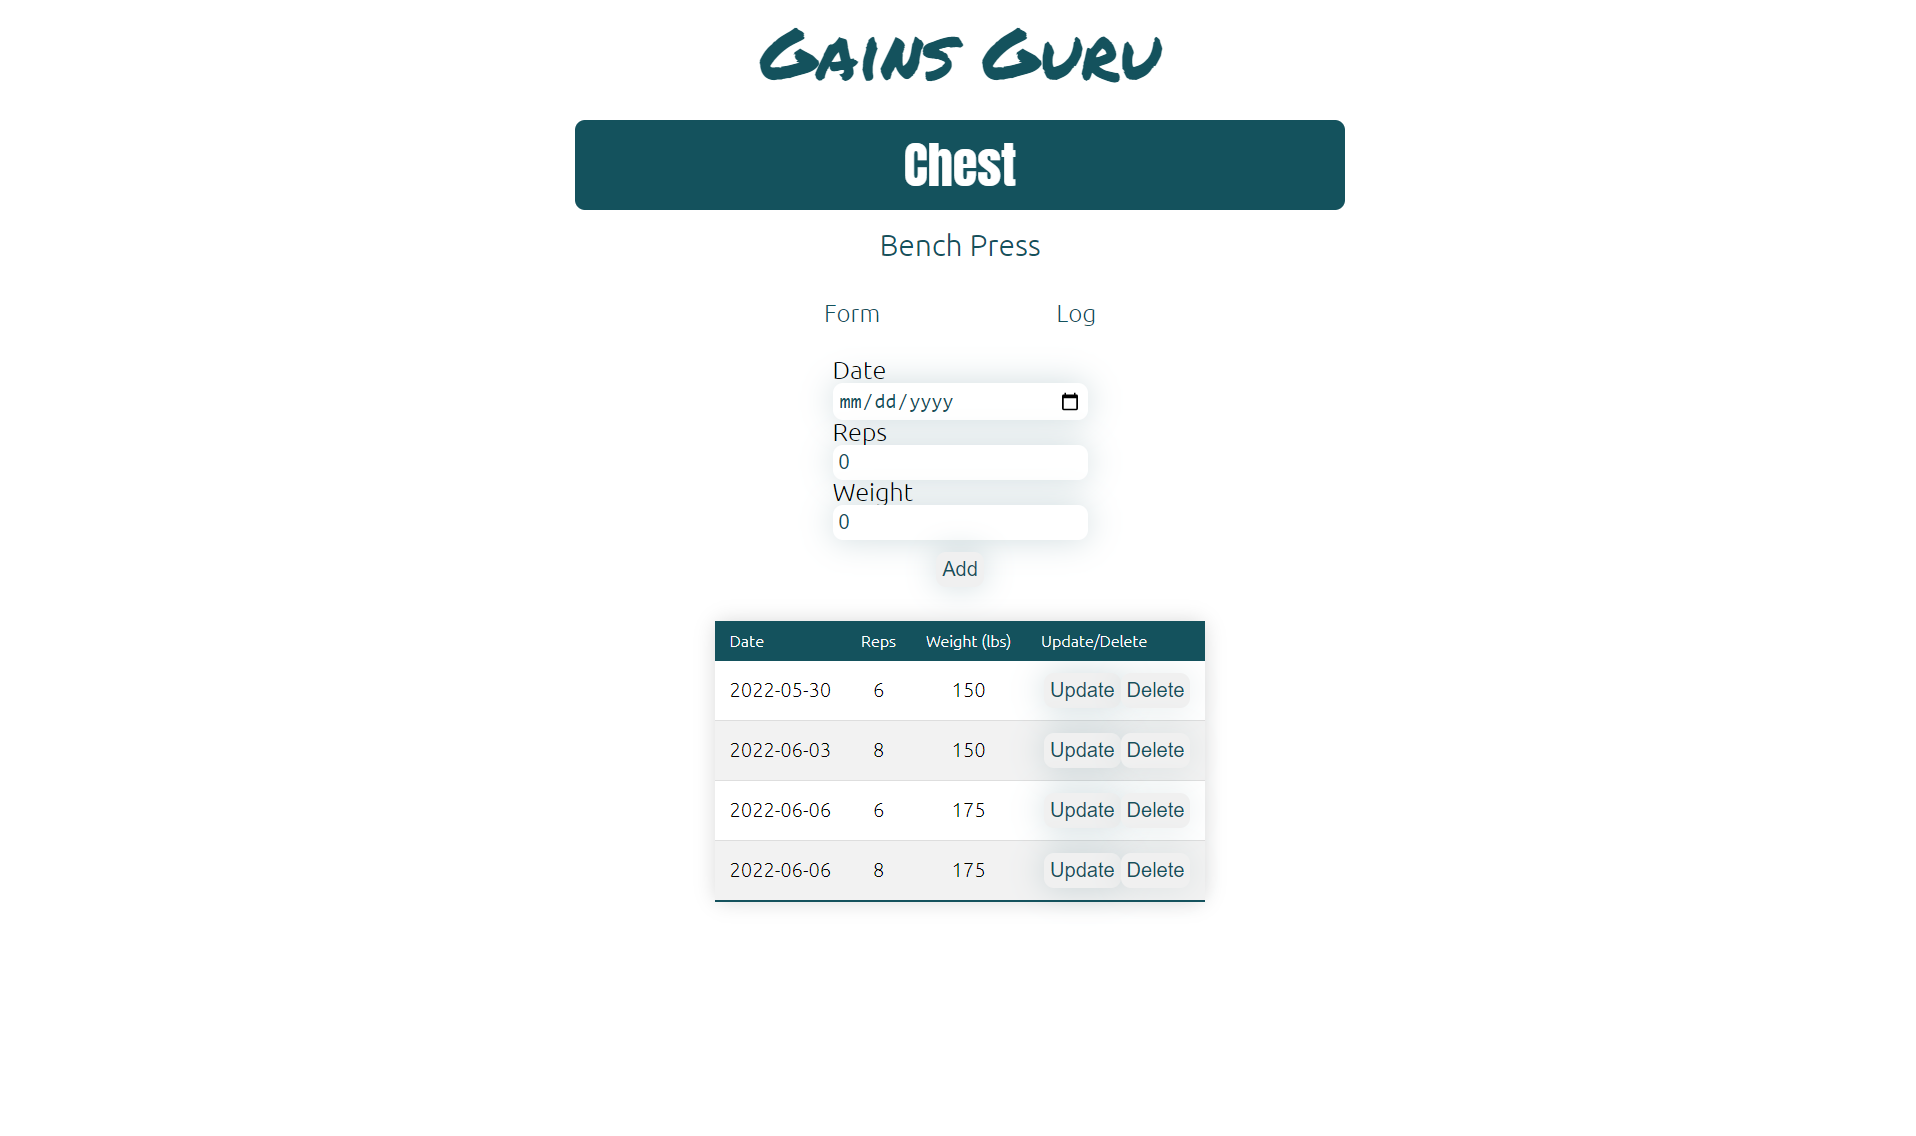 Gains Guru
Chest
Bench Press
Form Log
Date
mm/dd/yyyy
Reps
0
Weight
0
Add
Date Reps Weight (lbs) Update/Delete
2022-05-30 6 150 Update Delete
2022-06-03 8 150 Update Delete
2022-06-06 6 175 Update Delete
2022-06-06 8 175 Update Delete